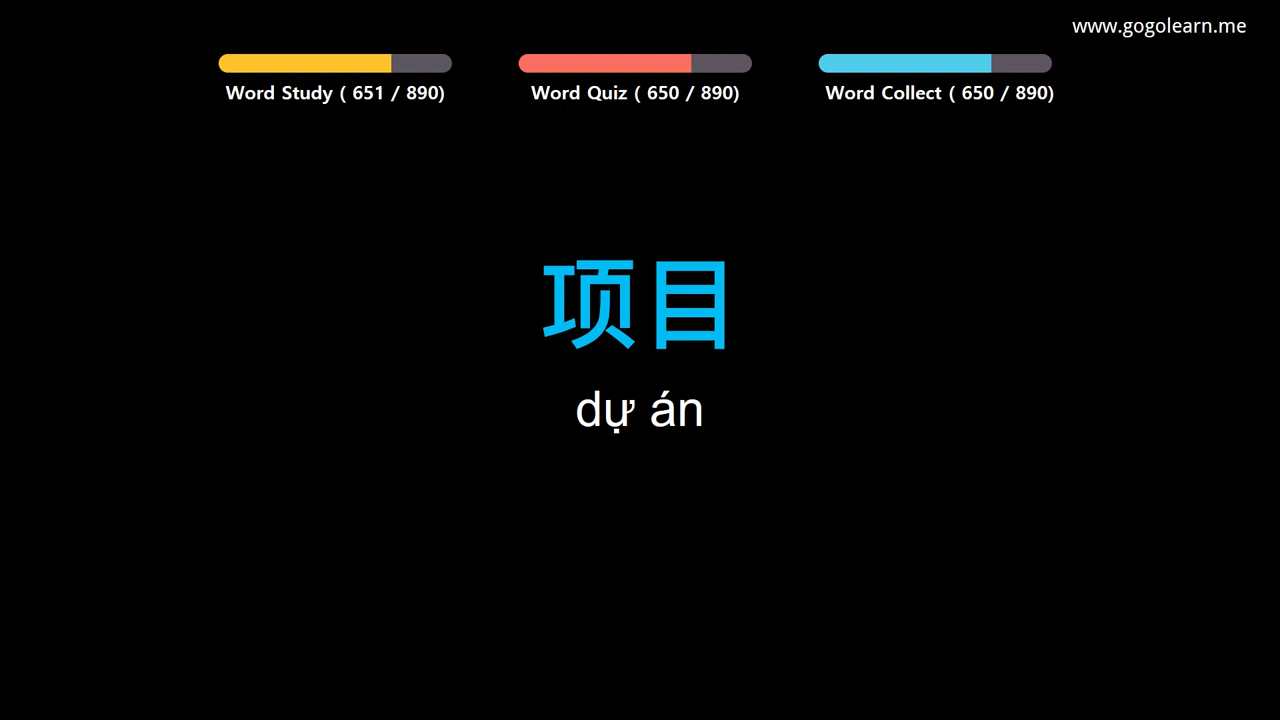 www.gogolearn.me
Word Study ( 651 / 890)
Word Quiz ( 650 / 890)
Word Collect ( 650 / 890)
项目
dự án